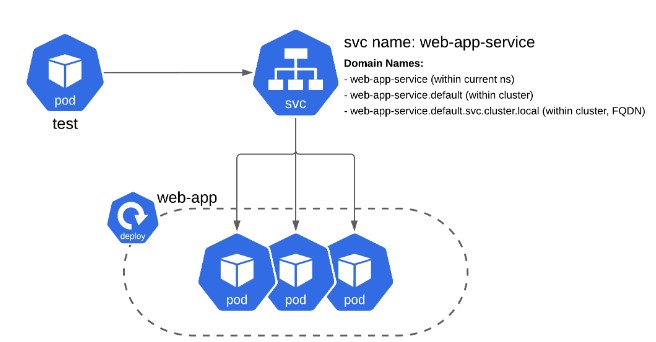 svc name: web-app-service
Domain Names:
- web-app-service (within current ns)
- web-app-service.default (within cluster)
- web-app-service.default.svc.cluster.local (within cluster, FQDN)
pod
svc
test
web-app
deploy
pod
pod
pod